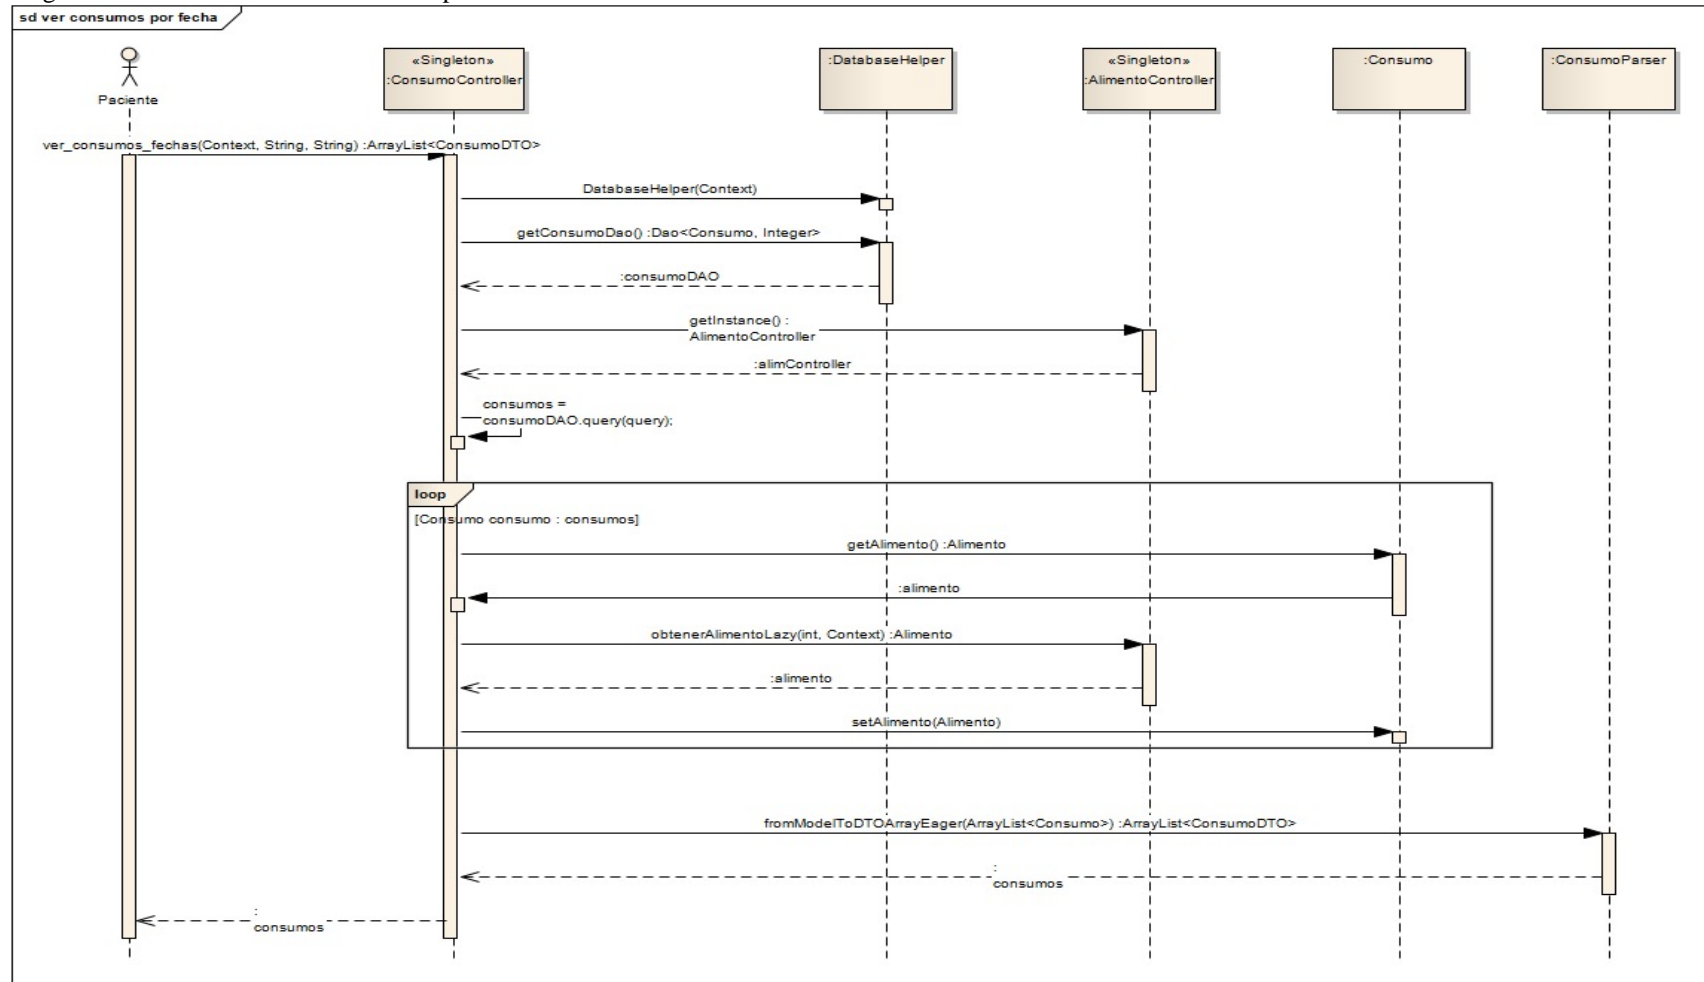 sd ver consumos por fecha
Paciente
«Singleton»
:ConsumoController
:DatabaseHelper
«Singleton»
:AlimentoController
:Consumo
:ConsumoParser
ver_consumos_fechas(Context, String, String) :ArrayList<ConsumoDTO>
DatabaseHelper(Context)
getConsumoDao() :Dao<Consumo, Integer>
:consumoDAO
getInstance() :
AlimentoController
:alimController
consumos =
consumoDAO.query(query);
loop
[Consumo consumo : consumos]
getAlimento() :Alimento
:alimento
obtenerAlimentoLazy(int, Context) :Alimento
:alimento
setAlimento(Alimento)
fromModelToDTOArrayEager(ArrayList<Consumo>) :ArrayList<ConsumoDTO>
:
consumos
:
consumos